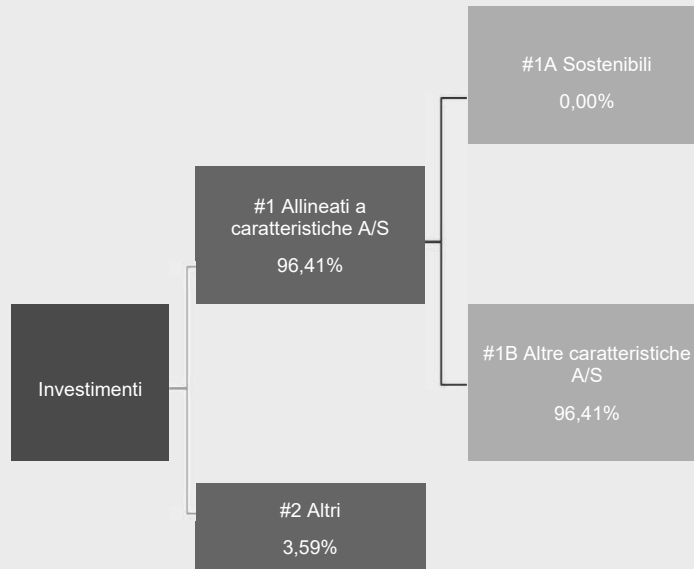 #1A Sostenibili
0,00%
#1 Allineati a
caratteristiche A/S
96,41%
#1B Altre caratteristiche
A/S
96,41%
Investimenti
#2 Altri
3,59%